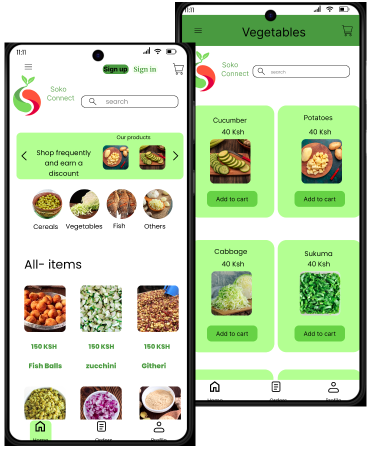 11:11
Sign up
Sign in
Soko
Connect
search
Our products
Shop frequently
and earn a
discount
Cereals
Vegetables
Fish
Others
All- items
150 KSH
150 KSH
150 KSH
Fish Balls
zucchini
Githeri
Home
Orders
Profile
11:11
Vegetables
Soko
Connect
search
Cucumber
40 Ksh
Add to cart
Potatoes
40 Ksh
Add to cart
Cabbage
40 Ksh
Add to cart
Sukuma
40 Ksh
Add to cart
Home
Orders
Profile